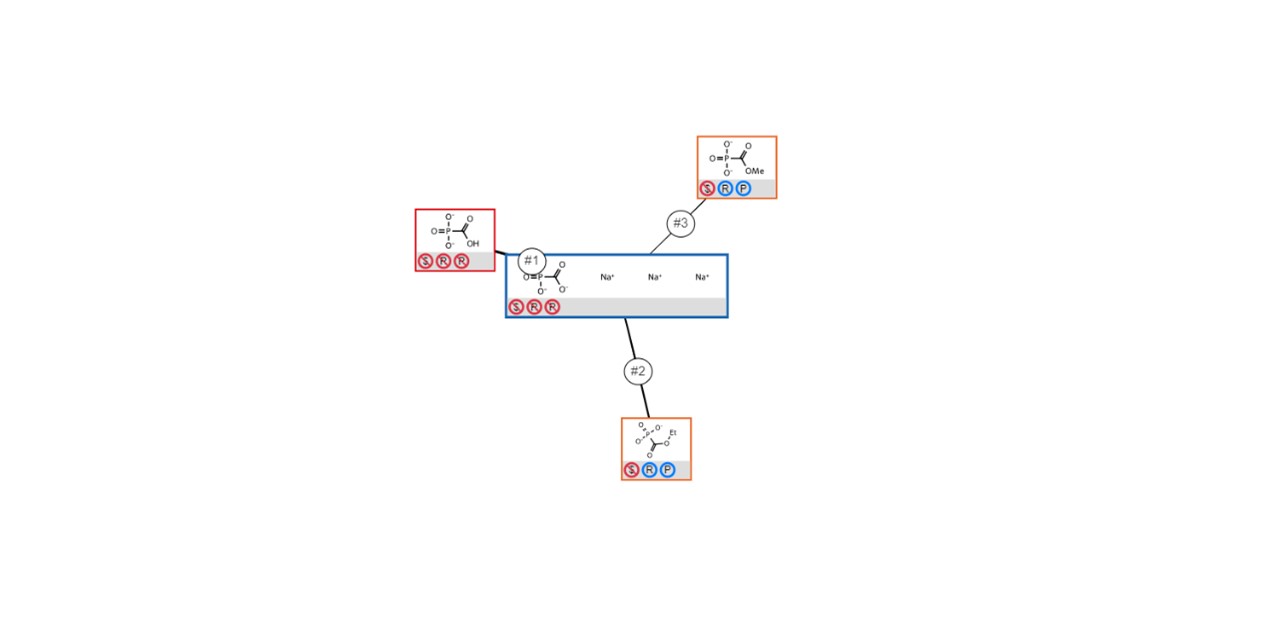 O⁻
O=P
O
O⁻
OMe
$ R P
#3
O⁻
O=P
O
O⁻
OH
$ R R
#1
O=P
O
O⁻
O⁻
Na⁺ Na⁺ Na⁺
$ R R
#2
O
O⁻
P
Et
O⁻
O
O
$ R P